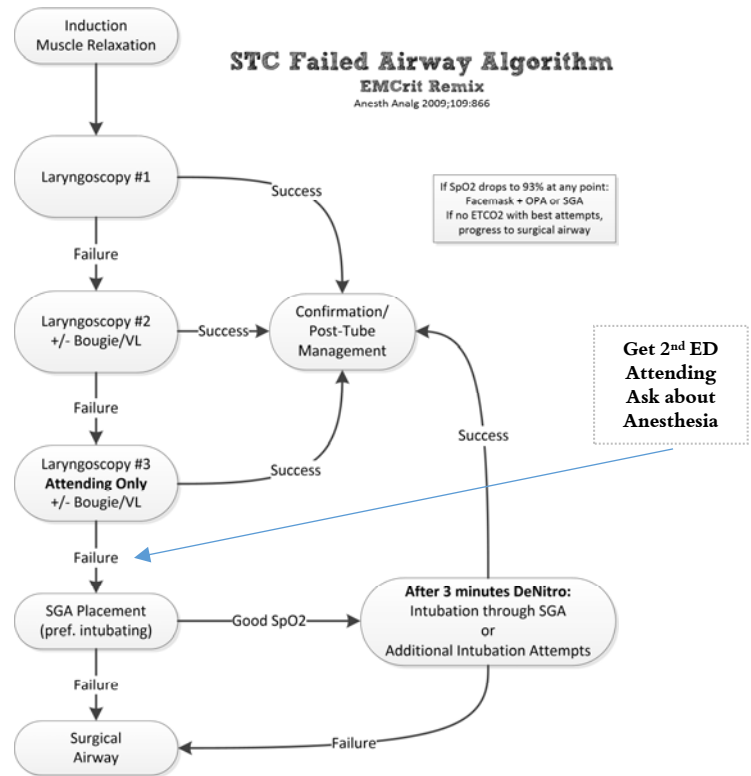 Induction
Muscle Relaxation
STC Failed Airway Algorithm
EMCrit Remix
Anesth Analg 2009;109:866
Laryngoscopy #1
Success
If SpO2 drops to 93% at any point:
Facemask + OPA or SGA
If no ETCO2 with best attempts,
progress to surgical airway
Failure
Laryngoscopy #2
+/- Bougie/VL
Success
Confirmation/
Post-Tube
Management
Get 2nd ED
Attending
Ask about
Anesthesia
Failure
Success
Laryngoscopy #3
Attending Only
+/- Bougie/VL
Success
Failure
SGA Placement
(pref. intubating)
Good SpO2
After 3 minutes DeNitro:
Intubation through SGA
or
Additional Intubation Attempts
Failure
Surgical
Airway
Failure